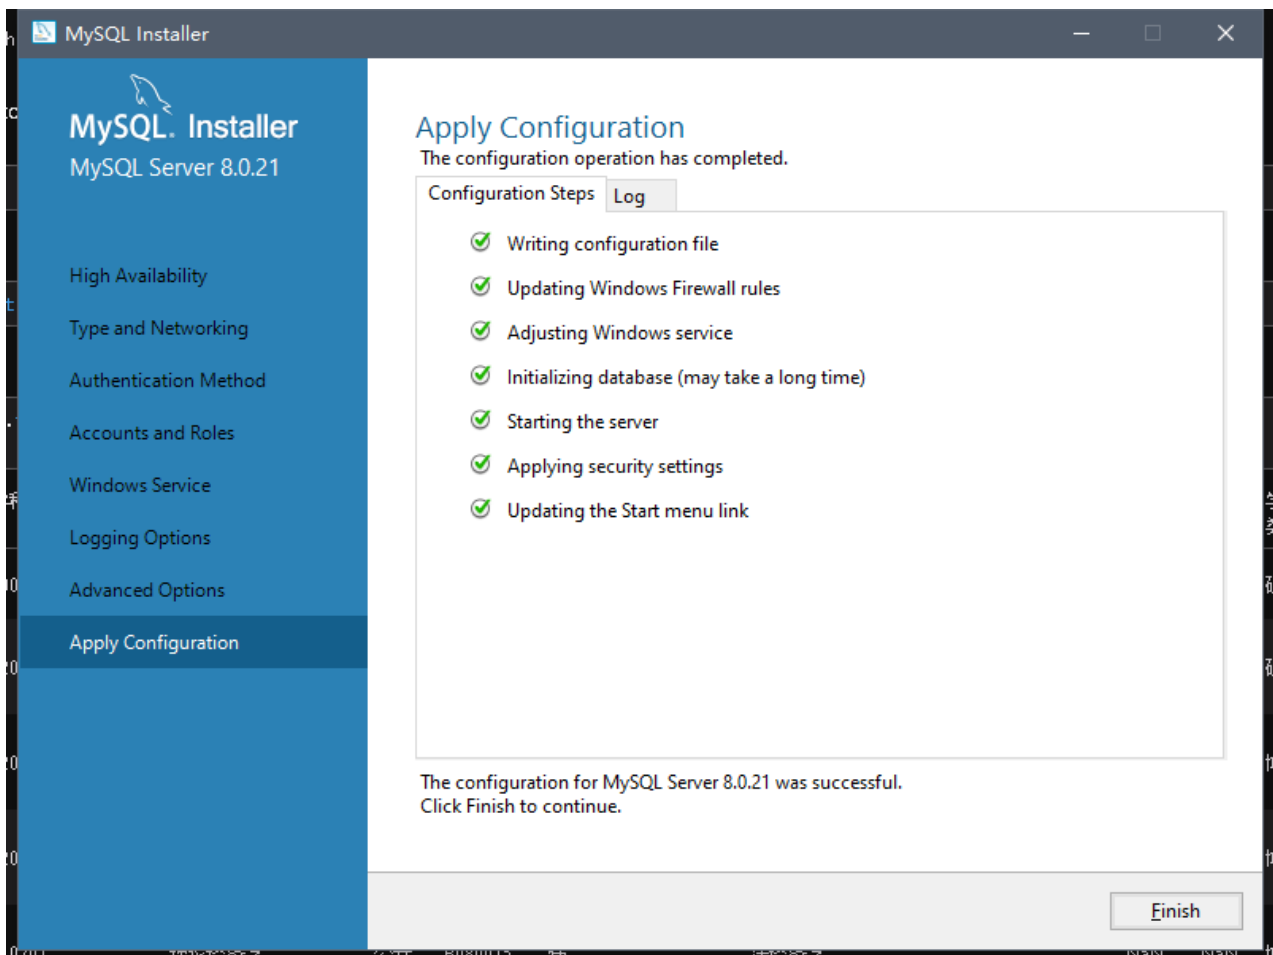 MySQL Installer
MySQL. Installer
MySQL Server 8.0.21
High Availability
Type and Networking
Authentication Method
Accounts and Roles
Windows Service
Logging Options
Advanced Options
Apply Configuration
Apply Configuration
The configuration operation has completed.
Configuration Steps
Log
Writing configuration file
Updating Windows Firewall rules
Adjusting Windows service
Initializing database (may take a long time)
Starting the server
Applying security settings
Updating the Start menu link
The configuration for MySQL Server 8.0.21 was successful.
Click Finish to continue.
Finish